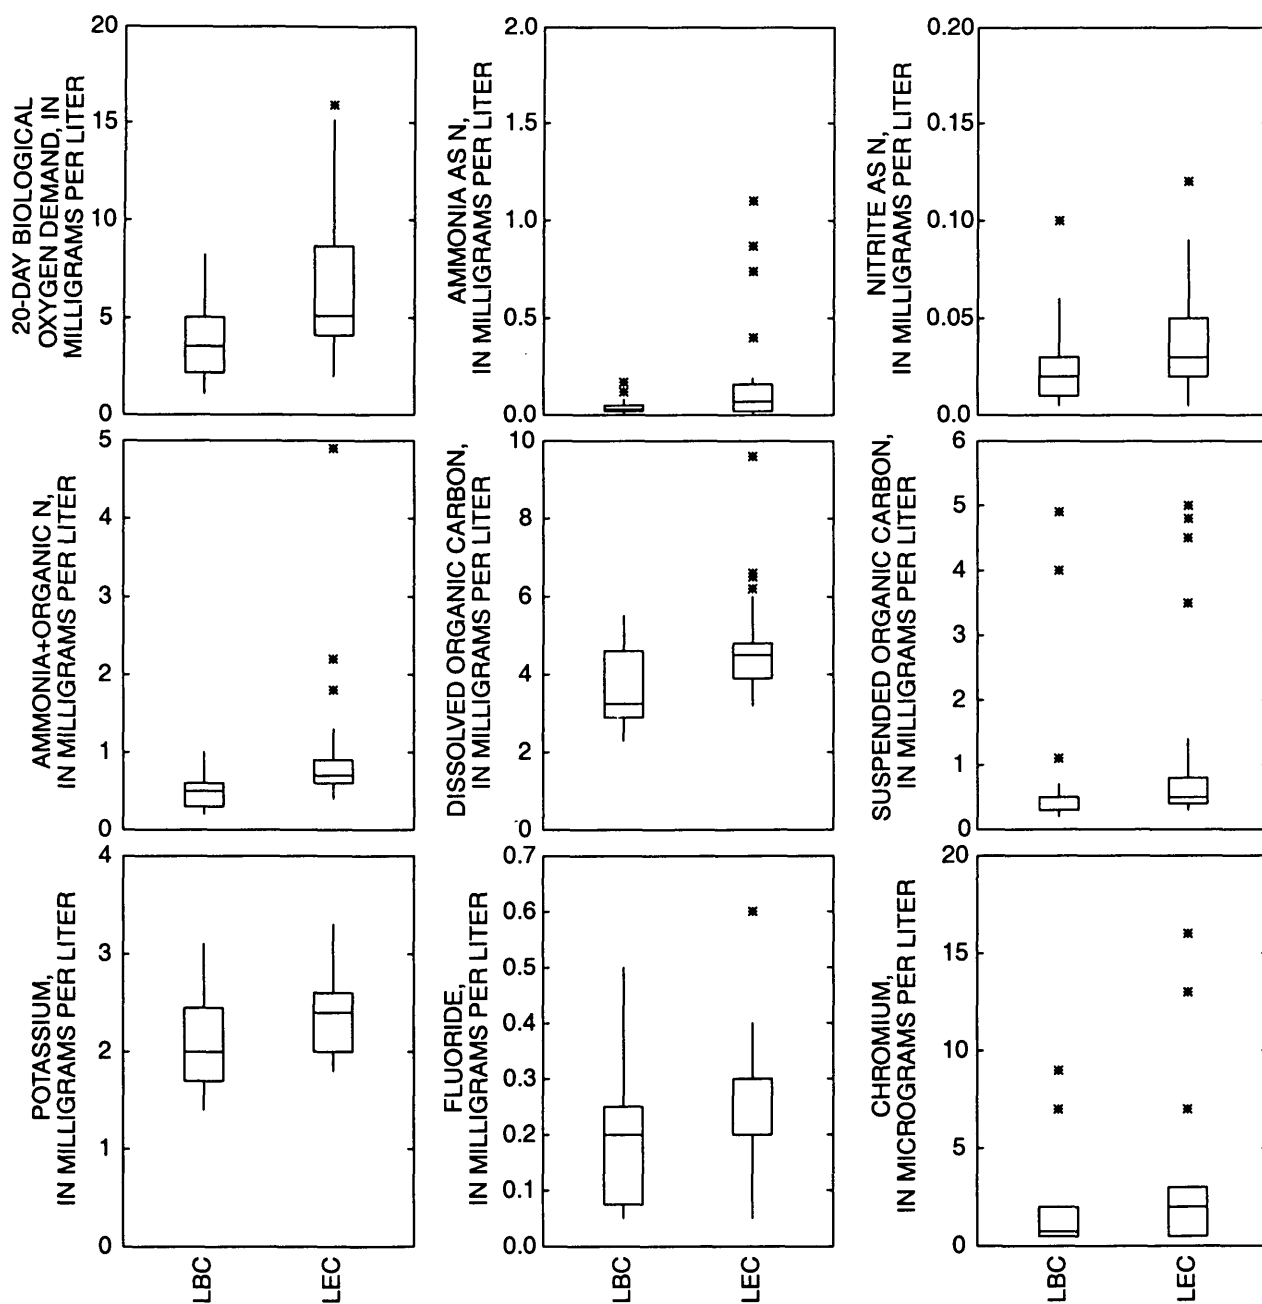 20-DAY BIOLOGICAL
OXYGEN DEMAND, IN
MILLIGRAMS PER LITER
20
15
10
5
0
AMMONIA AS N,
IN MILLIGRAMS PER LITER
2.0
1.5
1.0
0.5
0.0
NITRITE AS N,
IN MILLIGRAMS PER LITER
0.20
0.15
0.10
0.05
0.0
AMMONIA+ORGANIC N,
IN MILLIGRAMS PER LITER
5
4
3
2
1
0
DISSOLVED ORGANIC CARBON,
IN MILLIGRAMS PER LITER
10
8
6
4
2
0
SUSPENDED ORGANIC CARBON,
IN MILLIGRAMS PER LITER
6
5
4
3
2
1
0
POTASSIUM,
IN MILLIGRAMS PER LITER
4
3
2
1
0
LBC
LEC
FLUORIDE,
IN MILLIGRAMS PER LITER
0.7
0.6
0.5
0.4
0.3
0.2
0.1
0.0
LBC
LEC
CHROMIUM,
IN MICROGRAMS PER LITER
20
15
10
5
0
LBC
LEC